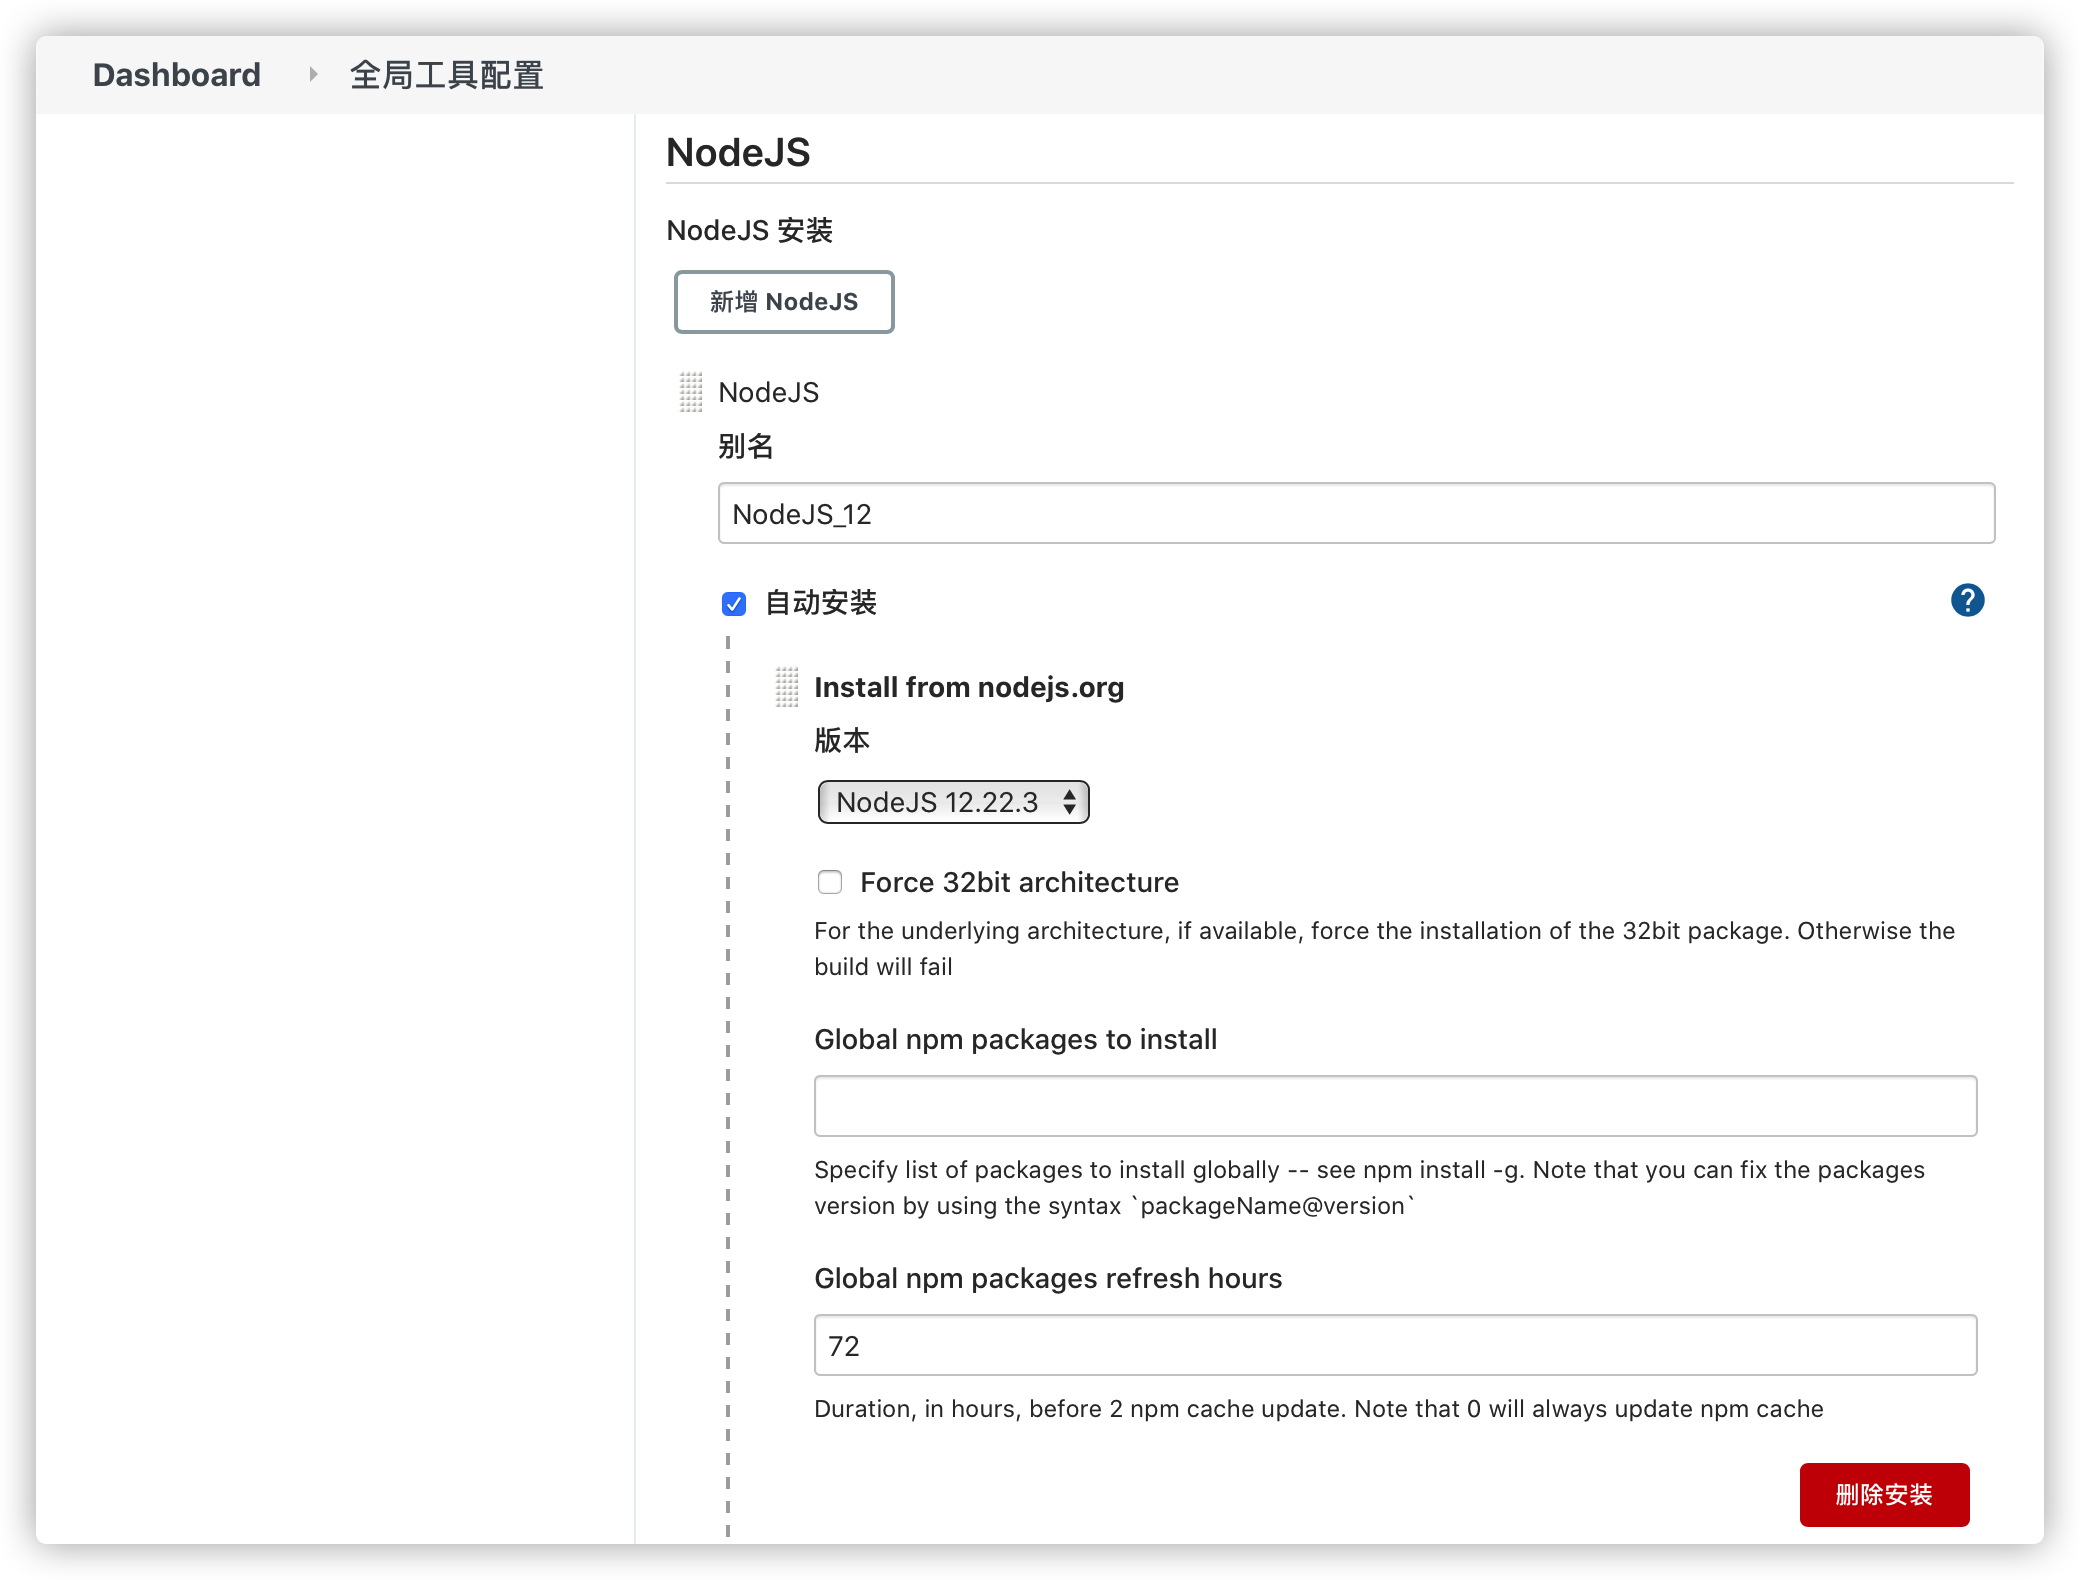 Dashboard 全局工具配置
NodeJS
NodeJS 安装
新增 NodeJS
NodeJS
别名
NodeJS_12
自动安装
Install from nodejs.org
版本
NodeJS 12.22.3
Force 32bit architecture
For the underlying architecture, if available, force the installation of the 32bit package. Otherwise the
build will fail
Global npm packages to install
Specify list of packages to install globally -- see npm install -g. Note that you can fix the packages
version by using the syntax `packageName@version`
Global npm packages refresh hours
72
Duration, in hours, before 2 npm cache update. Note that 0 will always update npm cache
删除安装